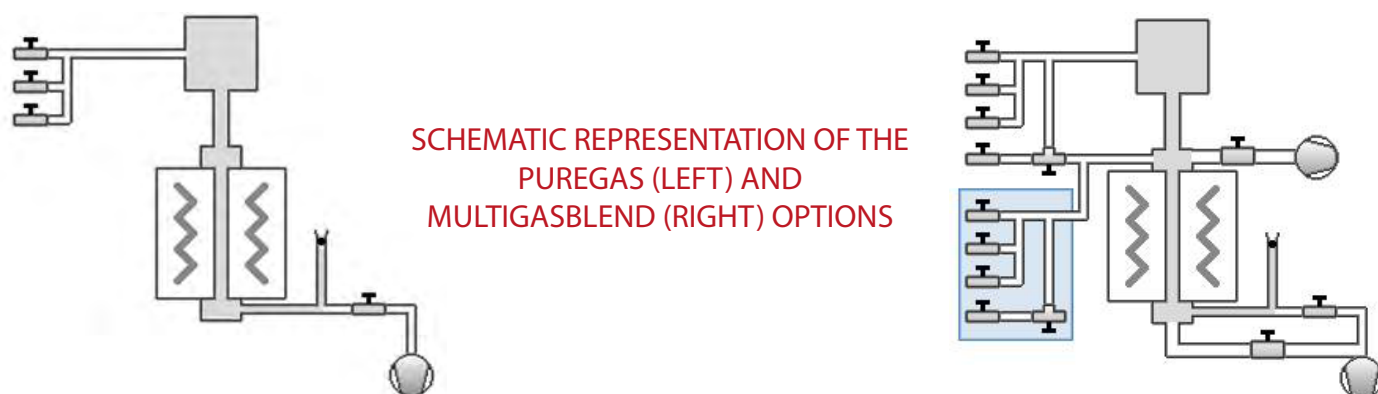 SCHEMATIC REPRESENTATION OF THE
PUREGAS (LEFT) AND
MULTIGASBLEND (RIGHT) OPTIONS